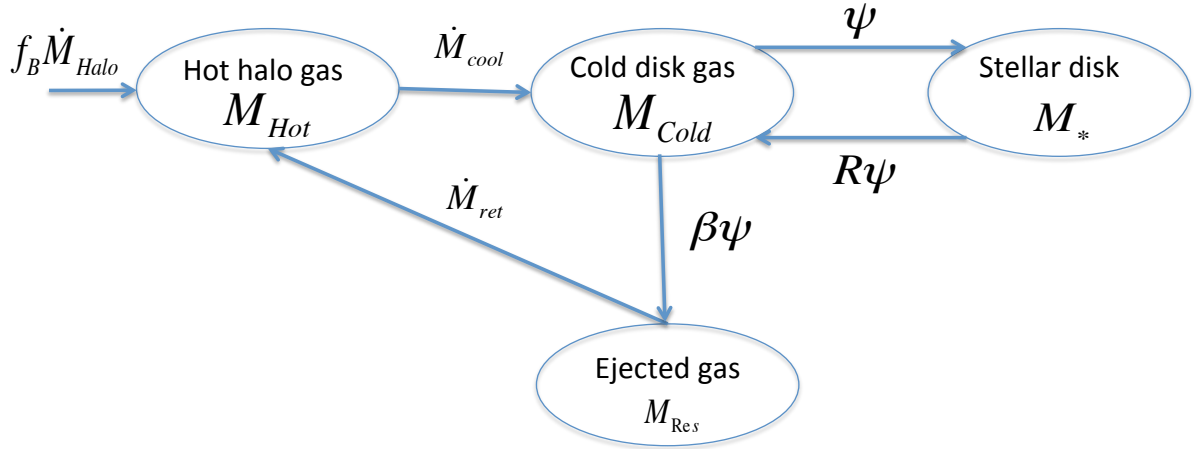 f_B Ṁ_Halo
Hot halo gas
M_Hot
Ṁ_cool
Cold disk gas
M_Cold
ψ
Stellar disk
M_*
Rψ
Ṁ_ret
βψ
Ejected gas
M_Res